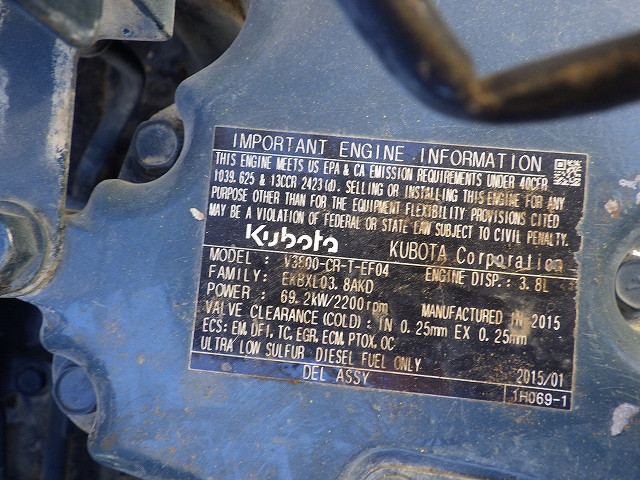 IMPORTANT ENGINE INFORMATION
THIS ENGINE MEETS US EPA & CA EMISSION REQUIREMENTS UNDER 40CFR
1039.625 & 13CCR 2423(d). SELLING OR INSTALLING THIS ENGINE FOR ANY
PURPOSE OTHER THAN FOR THE EQUIPMENT FLEXIBILITY PROVISIONS CITED
MAY BE A VIOLATION OF FEDERAL OR STATE LAW SUBJECT TO CIVIL PENALTY.
Kubota KUBOTA Corporation
MODEL : V3800-CR-T-EF04 ENGINE DISP.: 3.8L
FAMILY: EKBXL03.8AKD
POWER : 69.2kW/2200rpm MANUFACTURED IN 2015
VALVE CLEARANCE (COLD) : IN 0.25mm EX 0.25mm
ECS: EM, DFI, TC, EGR, ECM, PTOX, OC
ULTRA LOW SULFUR DIESEL FUEL ONLY 2015/01
DEL ASSY 1H069-1